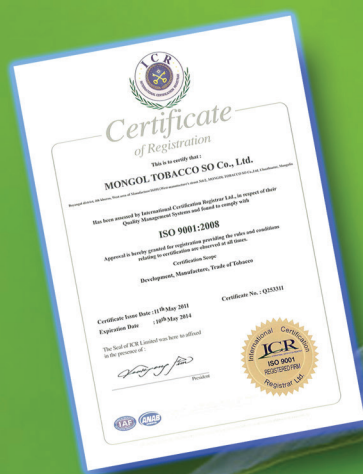 ICR
Certificate
of Registration
This is to certify that :
MONGOL TOBACCO SO Co., Ltd.
Has been assessed by International Certification Registrar Ltd., in respect of their
Quality Management Systems and found to comply with
ISO 9001:2008
Approval is hereby granted for registration providing the rules and conditions
relating to certification are observed at all times.
Certification Scope
Development, Manufacture, Trade of Tobacco
Certificate Issue Date : 11th May 2011
Certificate No. : Q253311
Expiration Date : 10th May 2014
The Seal of ICR Limited was here to affixed
in the presence of :
President
International Certification
ICR
ISO 9001
REGISTERED FIRM
Registrar Ltd.
IAF
ANAB